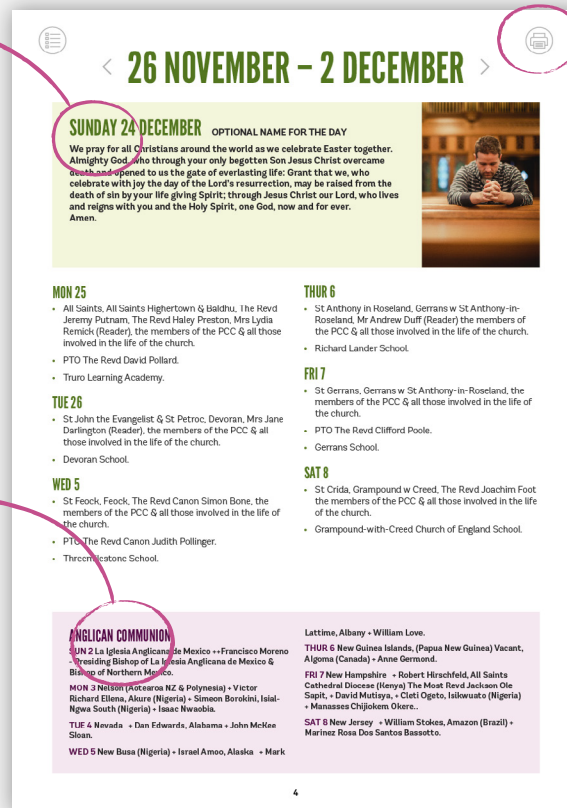 26 NOVEMBER – 2 DECEMBER
SUNDAY 24 DECEMBER OPTIONAL NAME FOR THE DAY
We pray for all Christians around the world as we celebrate Easter together.
Almighty God, who through your only begotten Son Jesus Christ overcame
death and opened to us the gate of everlasting life: Grant that we, who
celebrate with joy the day of the Lord's resurrection, may be raised from the
death of sin by your life giving Spirit; through Jesus Christ our Lord, who lives
and reigns with you and the Holy Spirit, one God, now and for ever.
Amen.
MON 25
• All Saints, All Saints Highertown & Baldhu, The Revd
Jeremy Putnam, The Revd Haley Preston, Mrs Lydia
Remick (Reader), the members of the PCC & all those
involved in the life of the church.
• PTO The Revd David Pollard.
• Truro Learning Academy.
TUE 26
• St John the Evangelist & St Petroc, Devoran, Mrs Jane
Darlington (Reader), the members of the PCC & all
those involved in the life of the church.
• Devoran School.
WED 5
• St Feock, Feock, The Revd Canon Simon Bone, the
members of the PCC & all those involved in the life of
the church.
• PTO The Revd Canon Judith Pollinger.
• Threemilestone School.
THUR 6
• St Anthony in Roseland, Gerrans w St Anthony-in-
Roseland, Mr Andrew Duff (Reader) the members of
the PCC & all those involved in the life of the church.
• Richard Lander School.
FRI 7
• St Gerrans, Gerrans w St Anthony-in-Roseland, the
members of the PCC & all those involved in the life of
the church.
• PTO The Revd Clifford Poole.
• Gerrans School.
SAT 8
• St Crida, Grampound w Creed, The Revd Joachim Foot
the members of the PCC & all those involved in the life
of the church.
• Grampound-with-Creed Church of England School.
ANGLICAN COMMUNION
SUN 2 La Iglesia Anglicana de Mexico ++Francisco Moreno
- Presiding Bishop of La Iglesia Anglicana de Mexico &
Bishop of Northern Mexico.
MON 3 Nelson (Aotearoa NZ & Polynesia) + Victor
Richard Ellena, Akure (Nigeria) + Simeon Borokini, Isial-
Ngwa South (Nigeria) + Isaac Nwaobia.
TUE 4 Nevada + Dan Edwards, Alabama + John McKee
Sloan.
WED 5 New Busa (Nigeria) + Israel Amoo, Alaska + Mark
Lattime, Albany + William Love.
THUR 6 New Guinea Islands, (Papua New Guinea) Vacant,
Algoma (Canada) + Anne Germond.
FRI 7 New Hampshire + Robert Hirschfeld, All Saints
Cathedral Diocese (Kenya) The Most Revd Jackson Ole
Sapit, + David Mutisya, + Cleti Ogeto, Isikwuato (Nigeria)
+ Manasses Chijiokem Okere..
SAT 8 New Jersey + William Stokes, Amazon (Brazil) +
Marinez Rosa Dos Santos Bassotto.
4